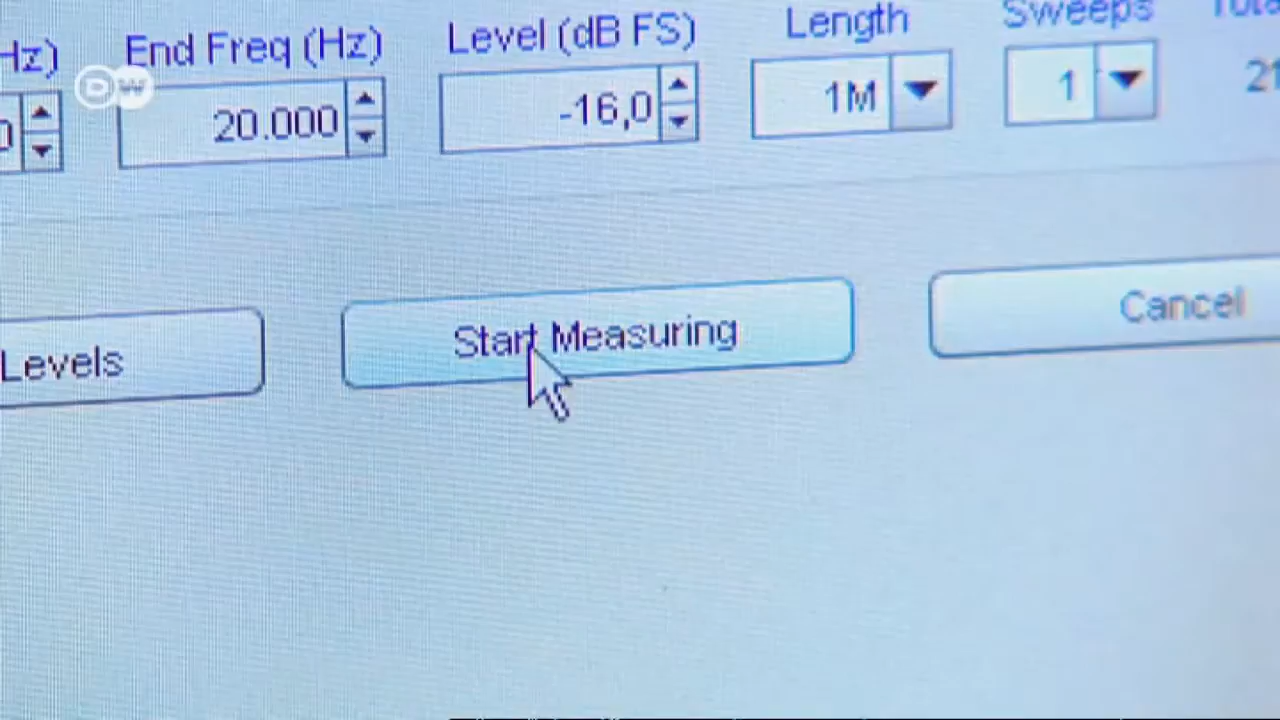 Hz) End Freq (Hz) Level (dB FS) Length Sweeps
DW
20.000 -16,0 1M 1
Levels Start Measuring Cancel